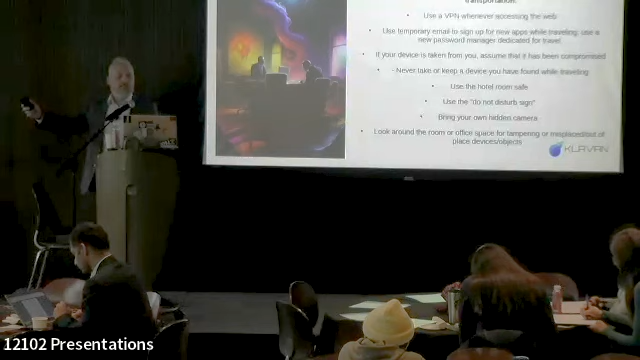 transportation.
• Use a VPN whenever accessing the web
• Use temporary email to sign up for new apps while traveling: use a
new password manager dedicated for travel
• If your device is taken from you, assume that it has been compromised
• - Never take or keep a device you have found while traveling
• Use the hotel room safe
• Use the "do not disturb sign"
• Bring your own hidden camera
• Look around the room or office space for tampering or misplaced/out of
place devices/objects
KLRVAN
12102 Presentations